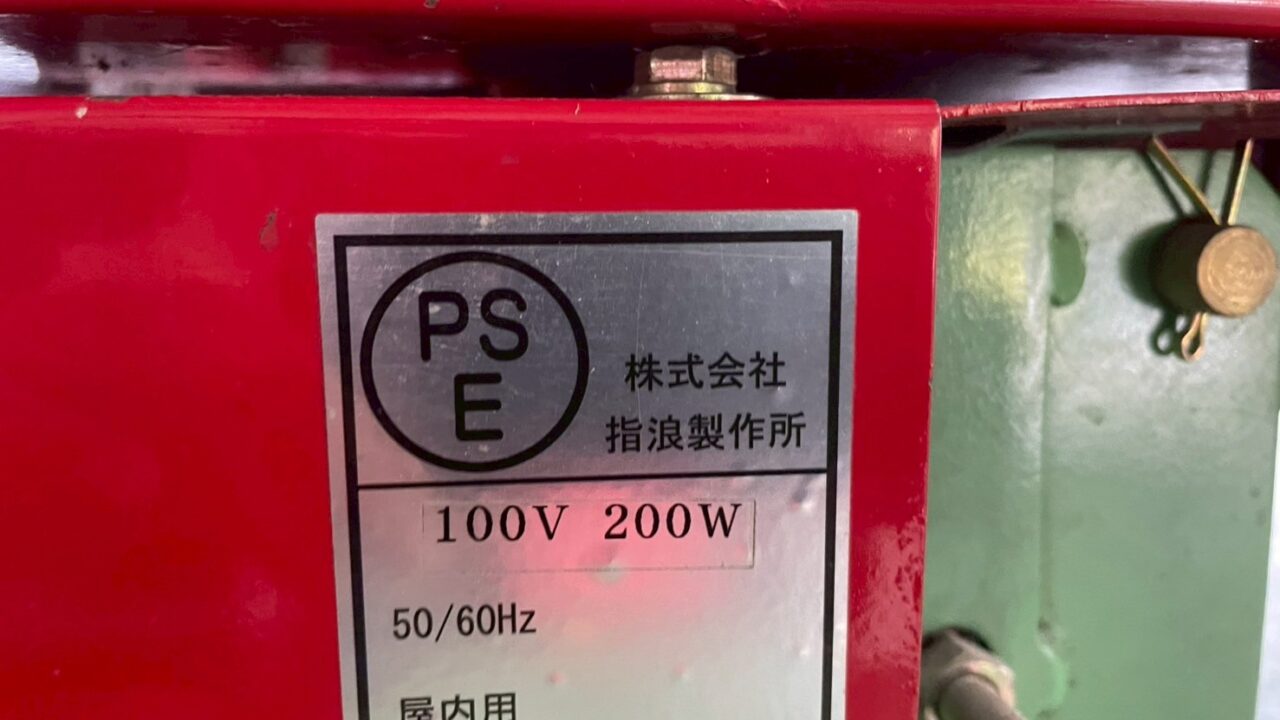 PS
E
株式会社
指浪製作所
100V 200W
50/60Hz
屋内用